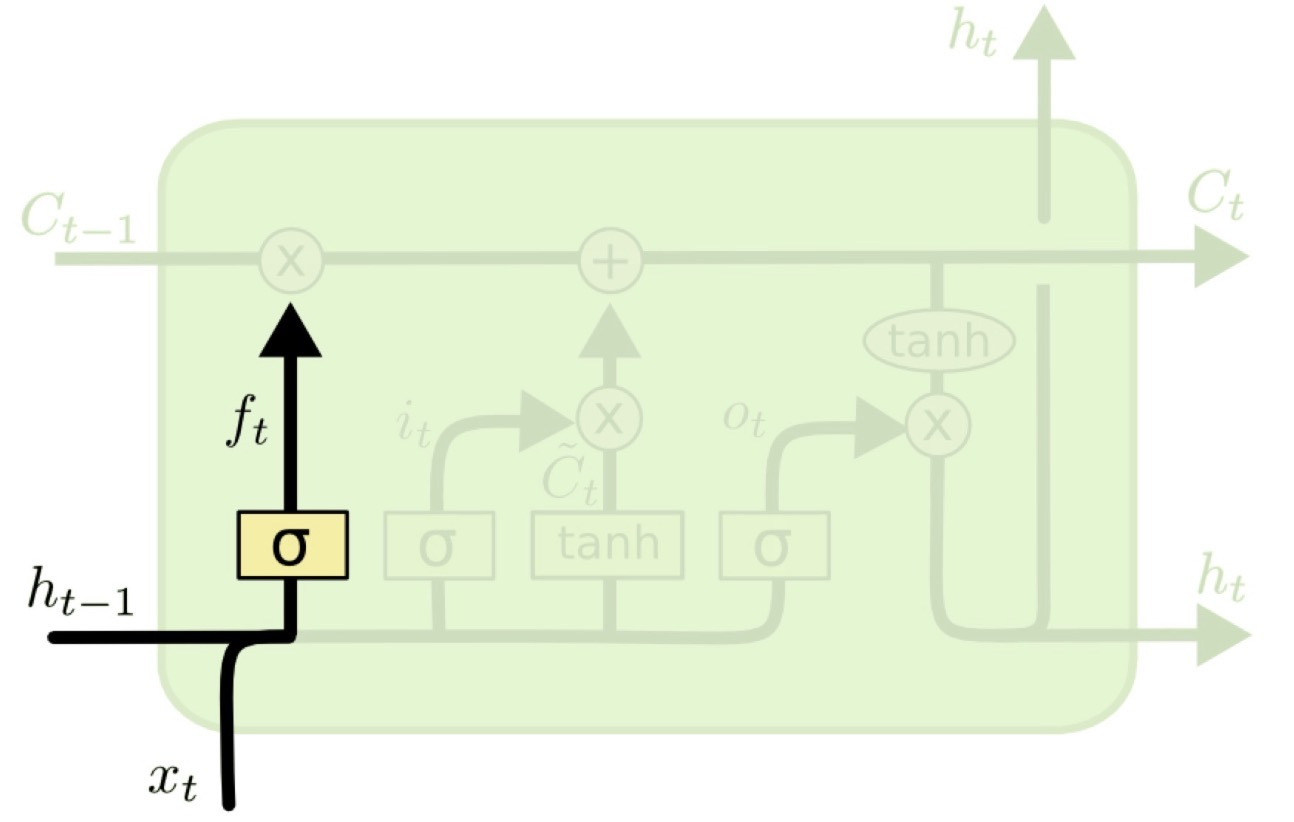 h_t
C_{t-1}
C_t
x
+
tanh
f_t
i_t
x
o_t
x
C̃_t
σ
σ
tanh
σ
h_{t-1}
h_t
x_t